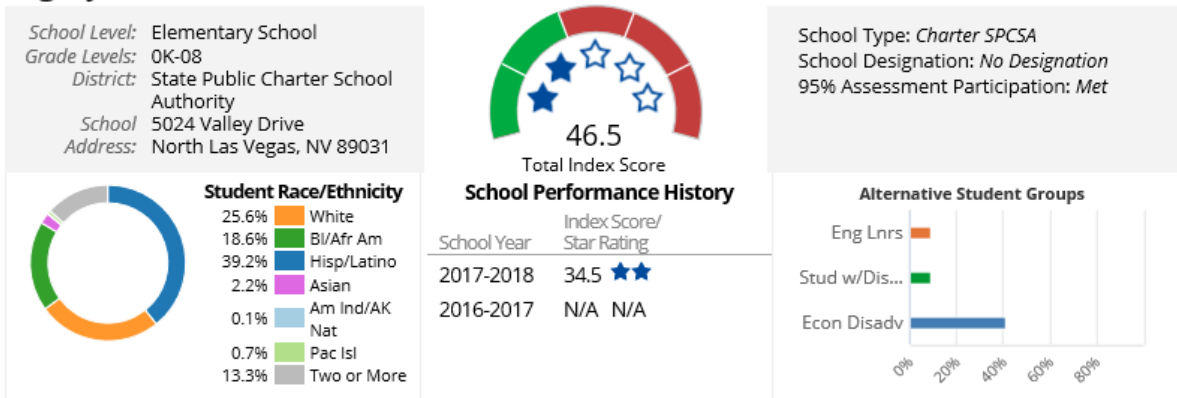 School Level: Elementary School
Grade Levels: 0K-08
District: State Public Charter School
Authority
School 5024 Valley Drive
Address: North Las Vegas, NV 89031
46.5
Total Index Score
School Type: Charter SPCSA
School Designation: No Designation
95% Assessment Participation: Met
Student Race/Ethnicity
25.6% White
18.6% Bl/Afr Am
39.2% Hisp/Latino
2.2% Asian
0.1% Am Ind/AK
Nat
0.7% Pac Isl
13.3% Two or More
School Performance History
School Year Index Score/
Star Rating
2017-2018 34.5
2016-2017 N/A N/A
Alternative Student Groups
Eng Lnrs
Stud w/Dis...
Econ Disadv
0% 20% 40% 60% 80%